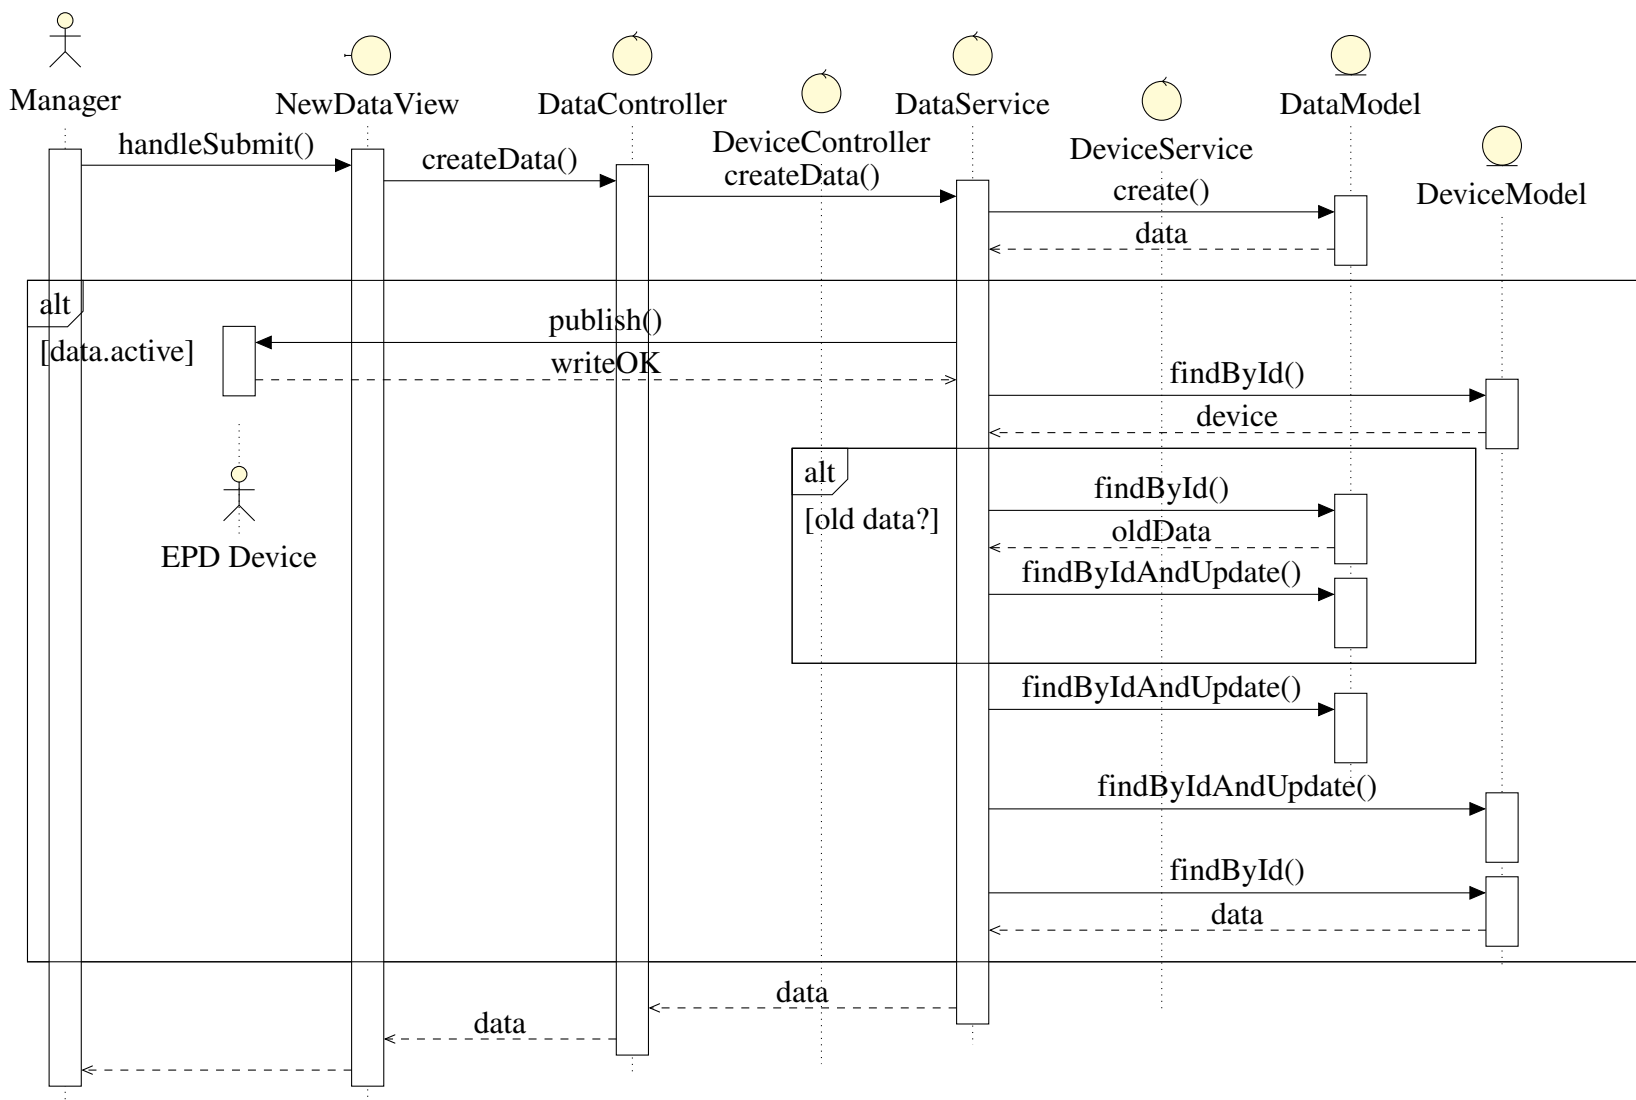 Manager
NewDataView
DataController
DeviceController
DataService
DeviceService
DataModel
DeviceModel
handleSubmit()
createData()
createData()
create()
data
alt
[data.active]
publish()
writeOK
findById()
device
EPD Device
alt
[old data?]
findById()
oldData
findByIdAndUpdate()
findByIdAndUpdate()
findByIdAndUpdate()
findById()
data
data
data